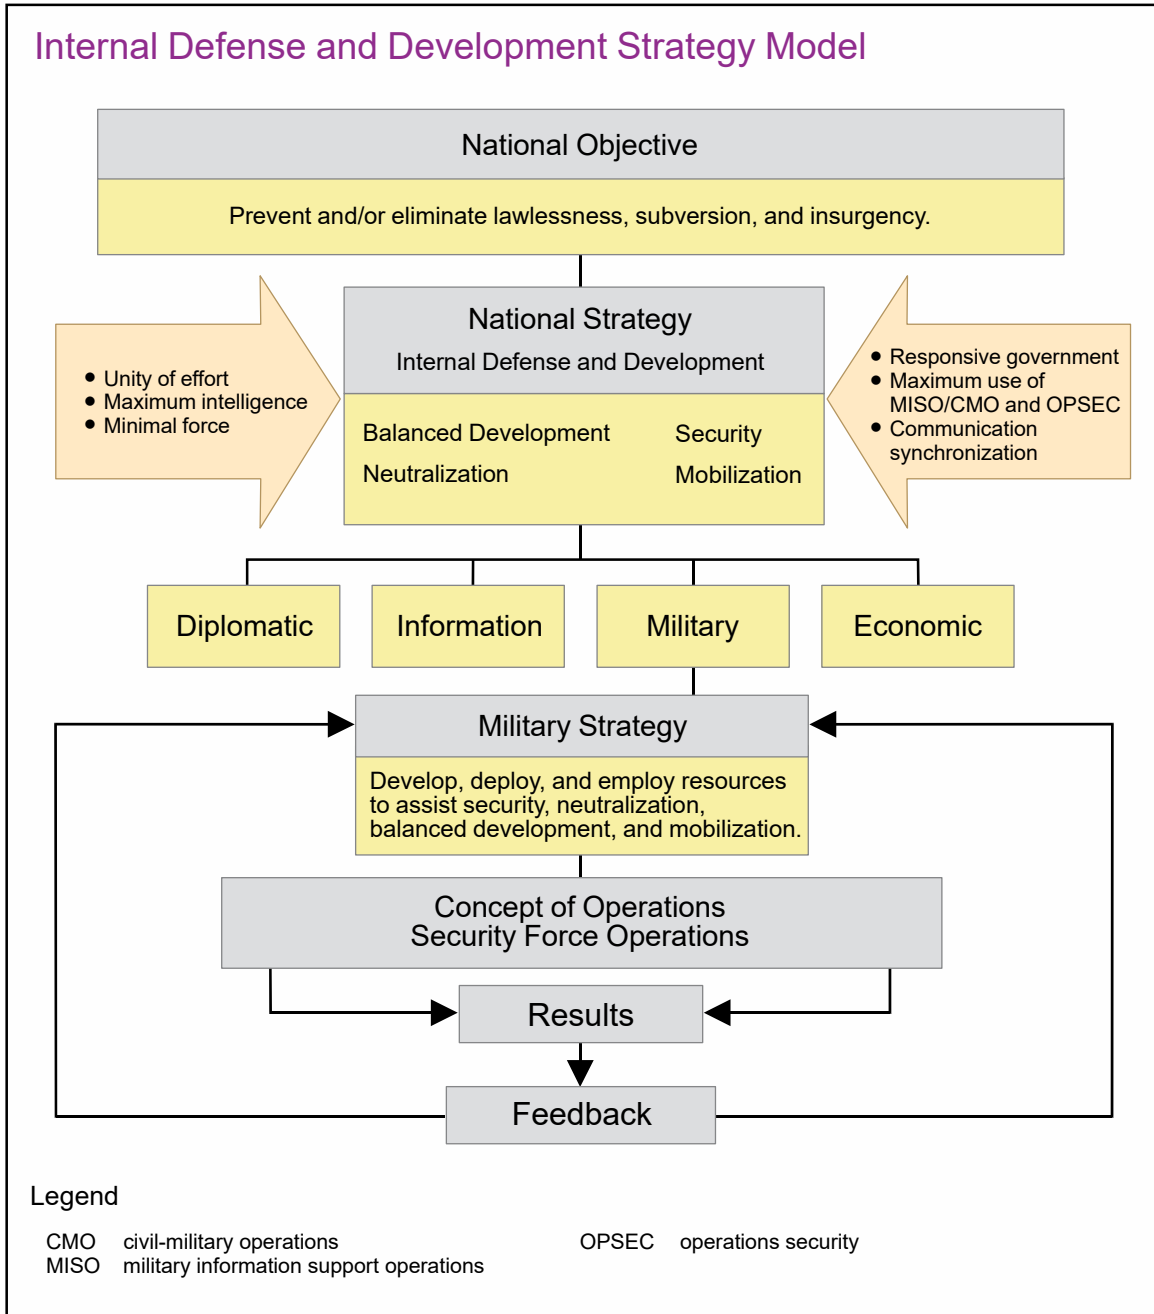 Internal Defense and Development Strategy Model
National Objective
Prevent and/or eliminate lawlessness, subversion, and insurgency.
National Strategy
Internal Defense and Development
Balanced Development Security
Neutralization Mobilization
• Unity of effort
• Maximum intelligence
• Minimal force
• Responsive government
• Maximum use of
MISO/CMO and OPSEC
• Communication
synchronization
Diplomatic
Information
Military
Economic
Military Strategy
Develop, deploy, and employ resources
to assist security, neutralization,
balanced development, and mobilization.
Concept of Operations
Security Force Operations
Results
Feedback
Legend
CMO civil-military operations
MISO military information support operations
OPSEC operations security